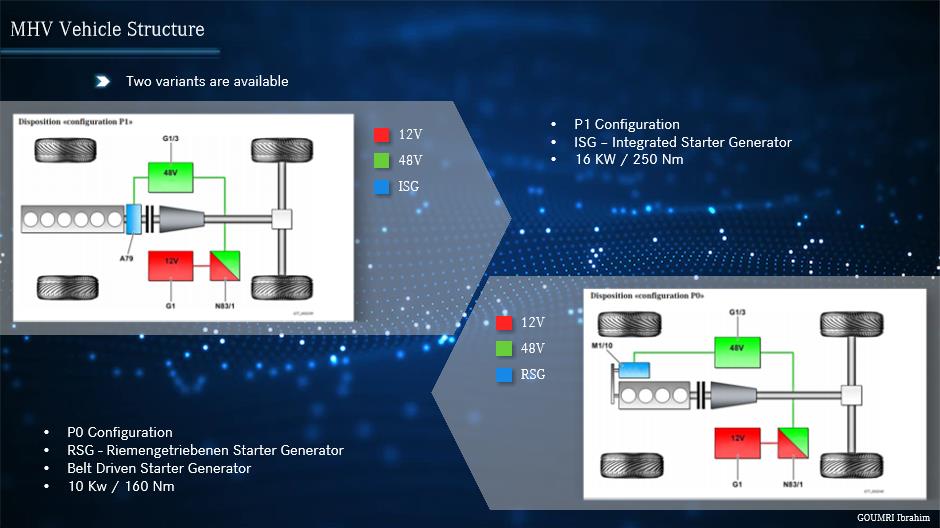 MHV Vehicle Structure
Two variants are available
Disposition «configuration P1»
G1/3
48V
A79
12V
G1
N83/1
12V
48V
ISG
• P1 Configuration
• ISG – Integrated Starter Generator
• 16 KW / 250 Nm
• P0 Configuration
• RSG - Riemengetriebenen Starter Generator
• Belt Driven Starter Generator
• 10 Kw / 160 Nm
12V
48V
RSG
Disposition «configuration P0»
G1/3
M1/10
48V
12V
G1
N83/1
GOUMRI Ibrahim